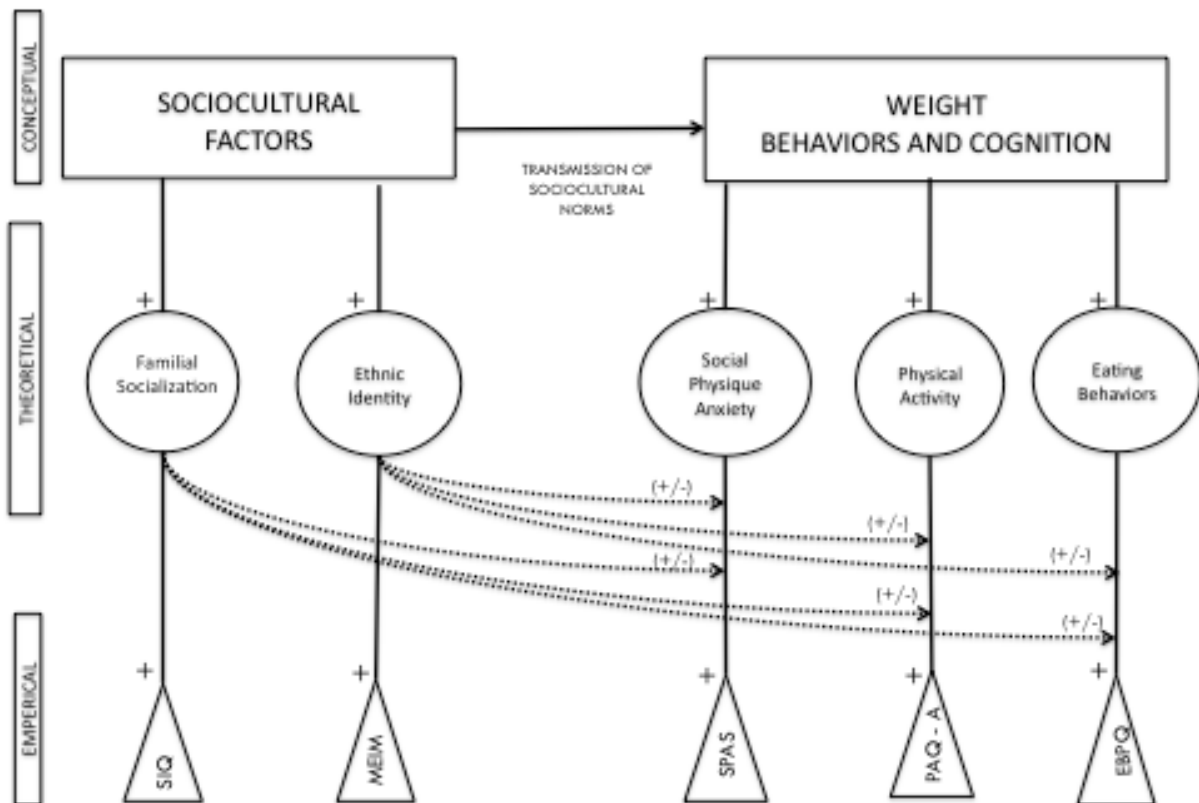 CONCEPTUAL
SOCIOCULTURAL
FACTORS
WEIGHT
BEHAVIORS AND COGNITION
TRANSMISSION OF
SOCIOCULTURAL
NORMS
THEORETICAL
+
+
+
+
+
Familial
Socialization
Ethnic
Identity
Social
Physique
Anxiety
Physical
Activity
Eating
Behaviors
(+/-)
(+/-)
(+/-)
(+/-)
(+/-)
(+/-)
EMPERICAL
+
+
+
+
+
SIQ
MEIM
SPAS
PAQ - A
EBPQ